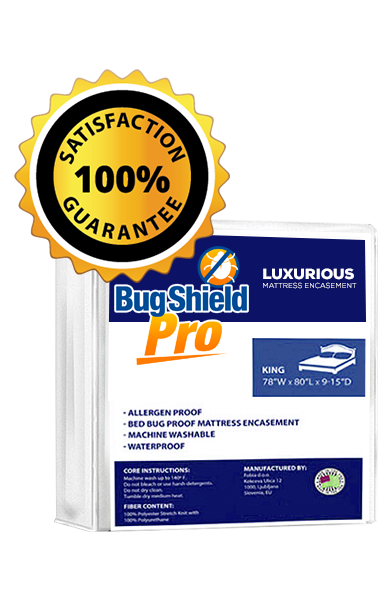 SATISFACTION
100%
GUARANTEE
BugShield
Pro
LUXURIOUS
MATTRESS ENCASEMENT
KING
78"W x 80"L x 9-15"D
· ALLERGEN PROOF
· BED BUG PROOF MATTRESS ENCASEMENT
· MACHINE WASHABLE
· WATERPROOF
CORE INSTRUCTIONS:
Machine wash up to 140° F.
Do not bleach or use harsh detergents.
Do not dry clean.
Tumble dry medium heat.
FIBER CONTENT:
100% Polyester Stretch Knit with
100% Polyurethane
MANUFACTURED BY:
d.o.o.
Ulica 12
1000, Ljubljana
Slovenia, EU